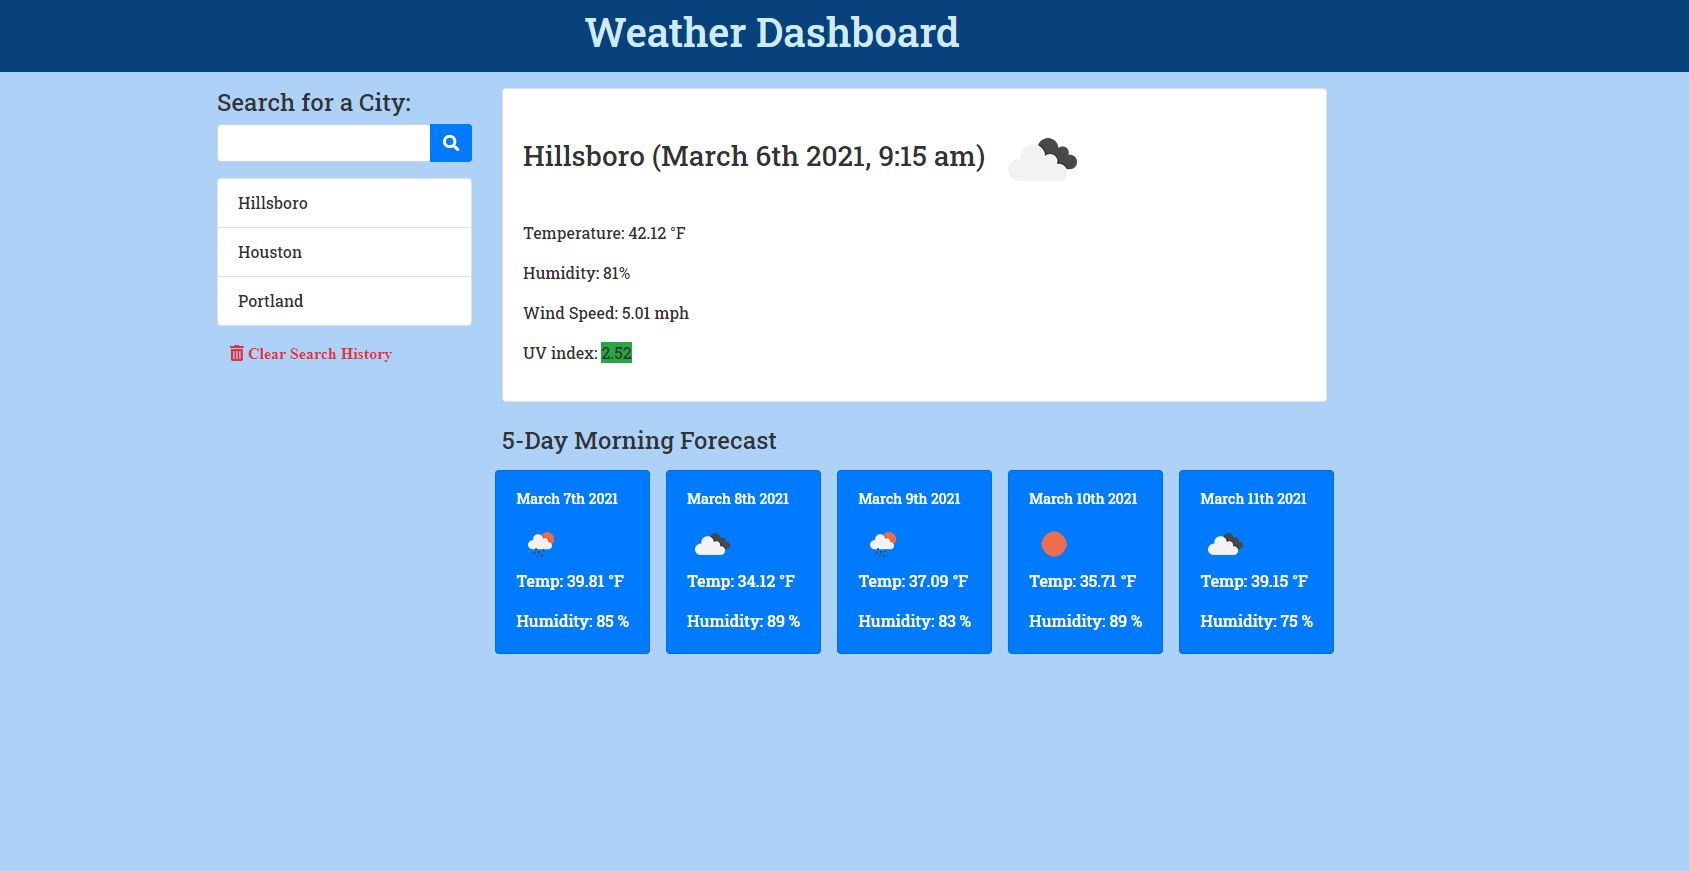 Weather Dashboard
Search for a City:
Hillsboro
Houston
Portland
Clear Search History
Hillsboro (March 6th 2021, 9:15 am)
Temperature: 42.12 °F
Humidity: 81%
Wind Speed: 5.01 mph
UV index: 2.52
5-Day Morning Forecast
March 7th 2021
Temp: 39.81 °F
Humidity: 85 %
March 8th 2021
Temp: 34.12 °F
Humidity: 89 %
March 9th 2021
Temp: 37.09 °F
Humidity: 83 %
March 10th 2021
Temp: 35.71 °F
Humidity: 89 %
March 11th 2021
Temp: 39.15 °F
Humidity: 75 %